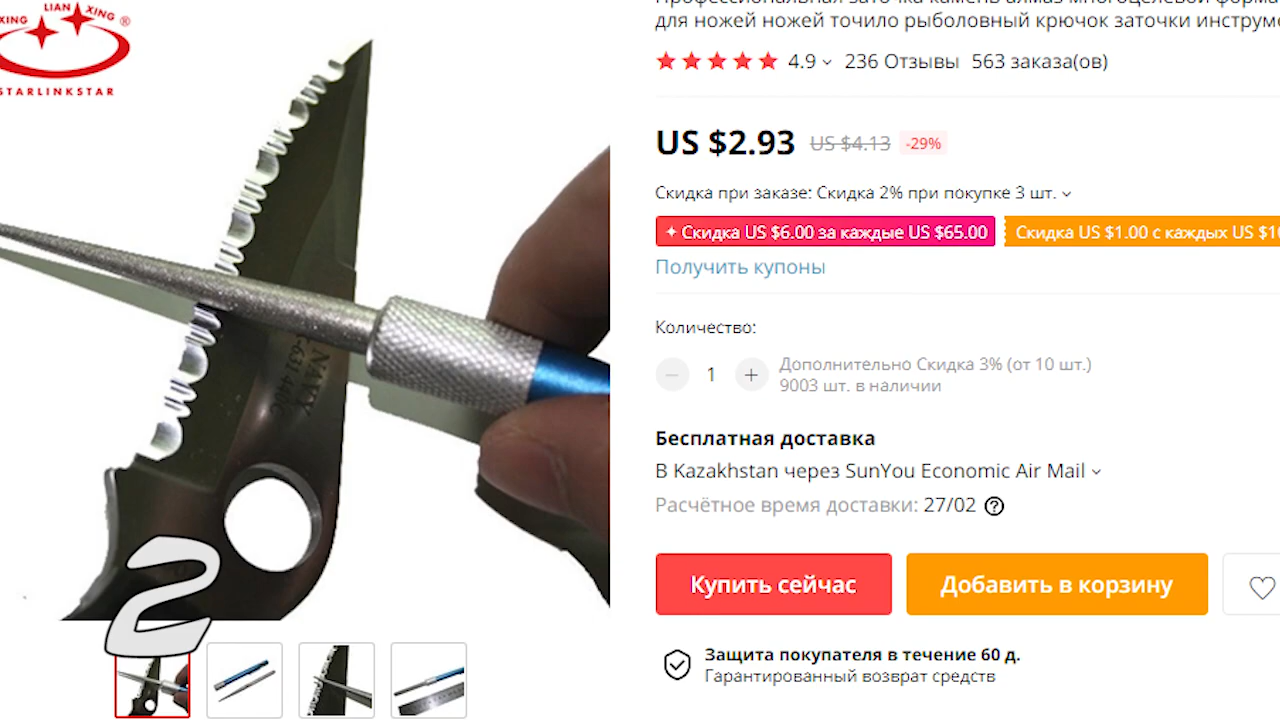 XING LIAN XING ®
STARLINKSTAR
для ножей ножей точило рыболовный крючок заточки
4.9 236 Отзывы 563 заказа(ов)
US $2.93 US $4.13 -29%
Скидка при заказе: Скидка 2% при покупке 3 шт.
Скидка US $6.00 за каждые US $65.00 Скидка US $1.00 с каждых US
Получить купоны
Количество:
1
Дополнительно Скидка 3% (от 10 шт.)
9003 шт. в наличии
Бесплатная доставка
В Kazakhstan через SunYou Economic Air Mail
Расчётное время доставки: 27/02
Купить сейчас Добавить в корзину
Защита покупателя в течение 60 д.
Гарантированный возврат средств
NAVY
2